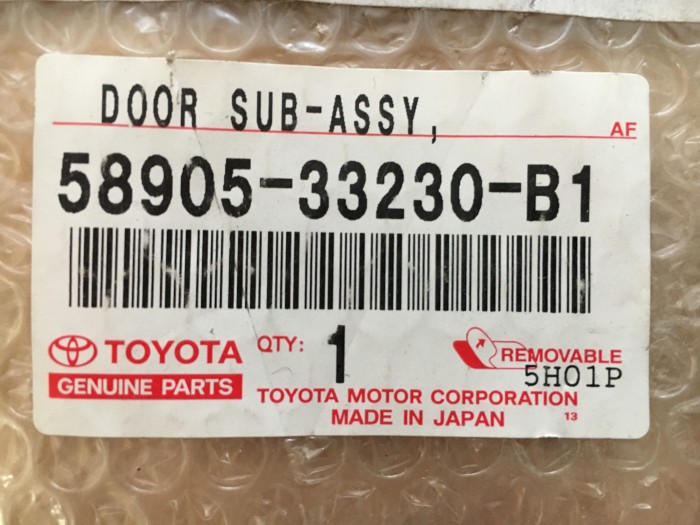 DOOR SUB-ASSY,
AF
58905-33230-B1
TOYOTA QTY: 1
REMOVABLE
GENUINE PARTS
5H01P
TOYOTA MOTOR CORPORATION
MADE IN JAPAN 13